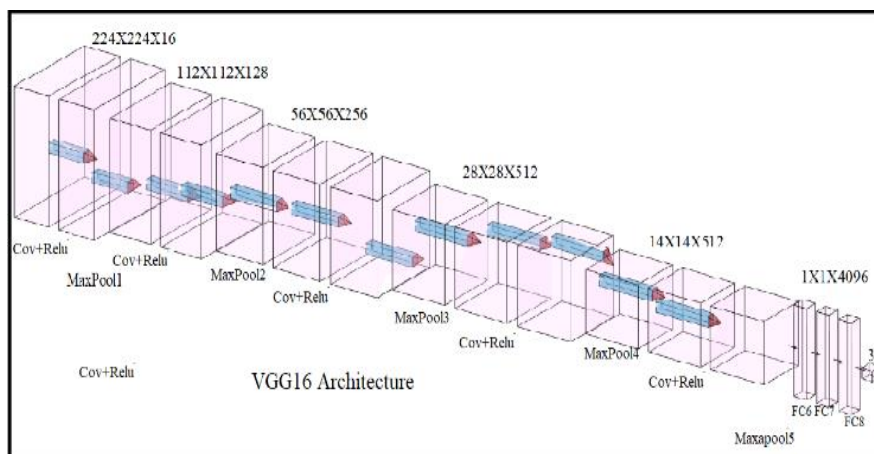 224X224X16
112X112X128
56X56X256
28X28X512
14X14X512
1X1X4096
Cov+Relu
MaxPool1
Cov+Relu
MaxPool2
Cov+Relu
MaxPool3
Cov+Relu
MaxPool4
Cov+Relu
Maxapool5
FC6
FC7
FC8
3
Cov+Relu
VGG16 Architecture